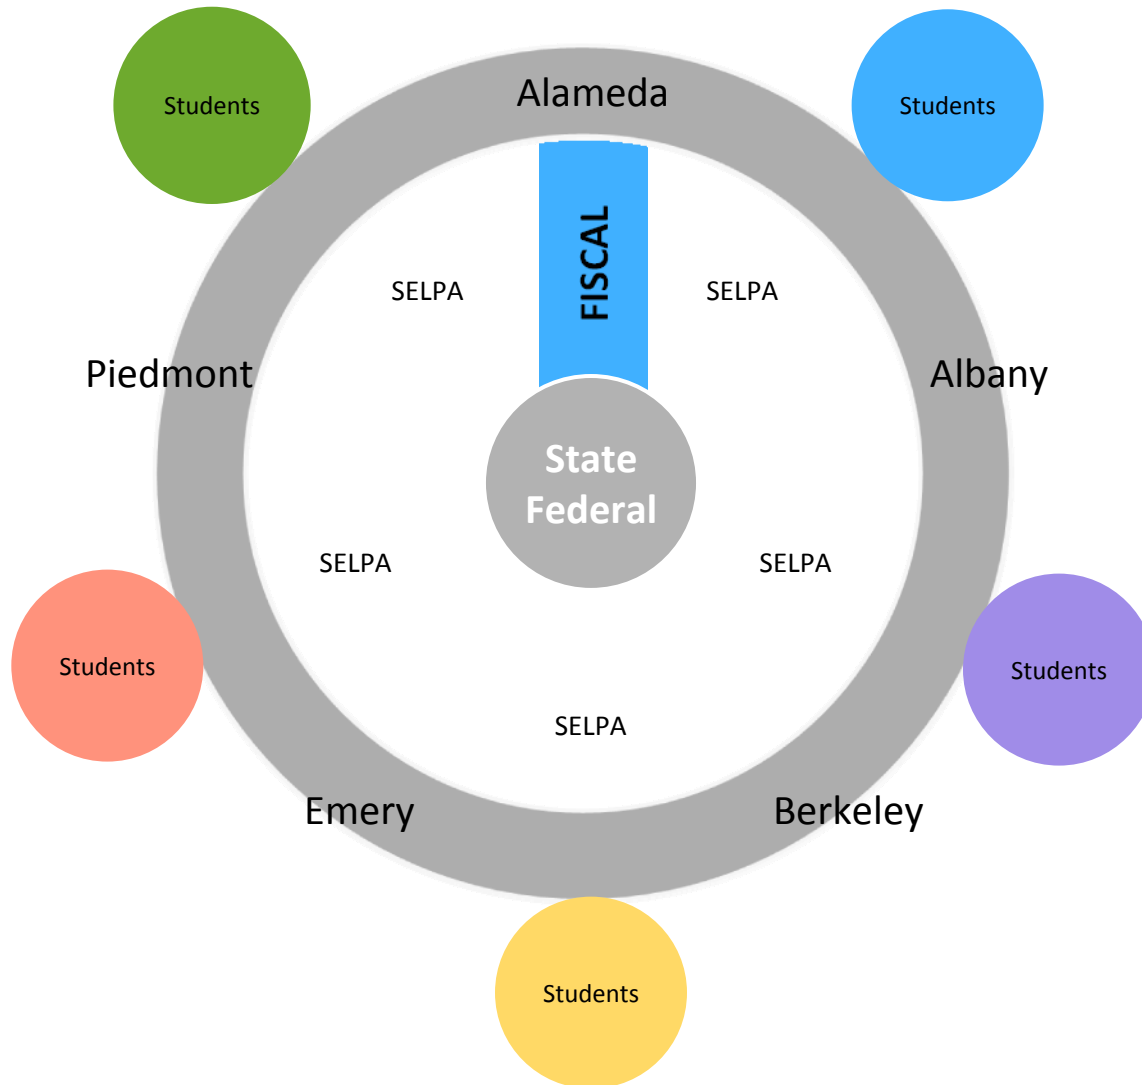 Alameda
Students
Students
FISCAL
SELPA
SELPA
Piedmont
Albany
State
Federal
SELPA
SELPA
Students
Students
SELPA
Emery
Berkeley
Students